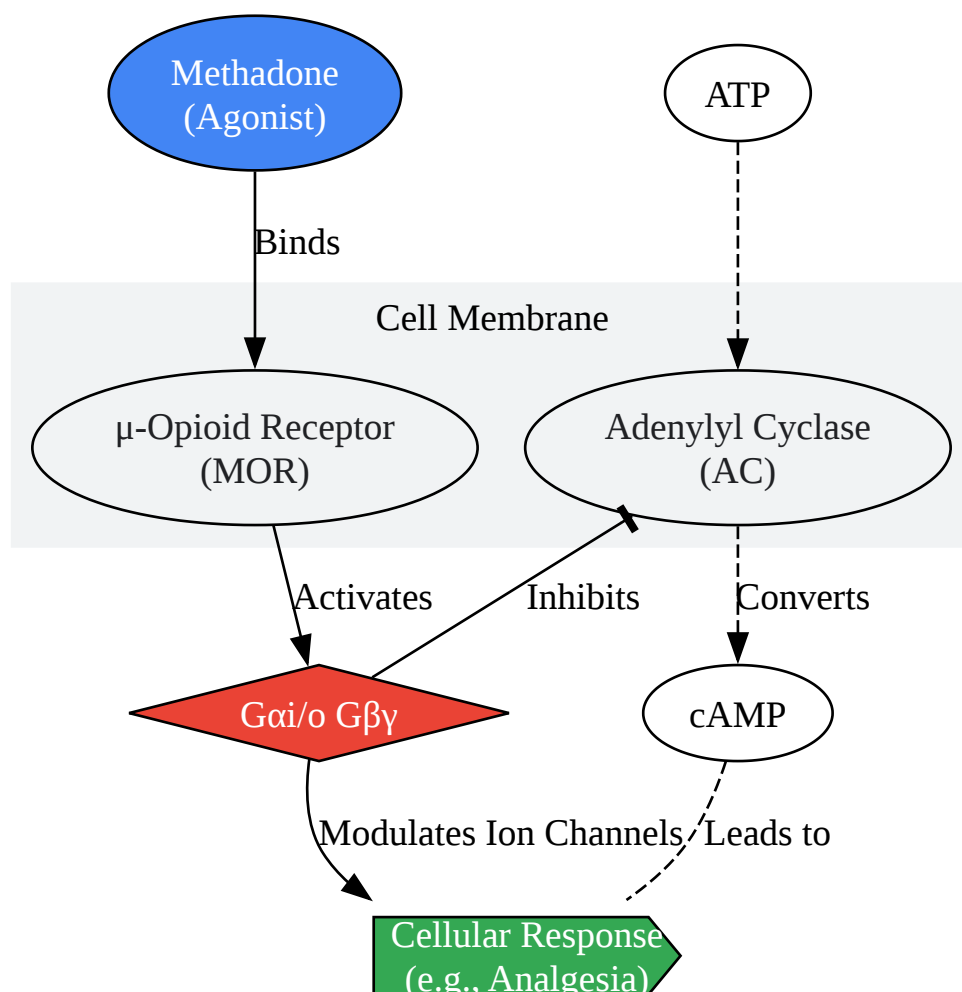 Methadone
(Agonist)
ATP
Binds
Cell Membrane
μ-Opioid Receptor
(MOR)
Adenylyl Cyclase
(AC)
Activates
Inhibits
Converts
Gαi/o Gβγ
cAMP
Modulates Ion Channels
Leads to
Cellular Response
(e.g., Analgesia)